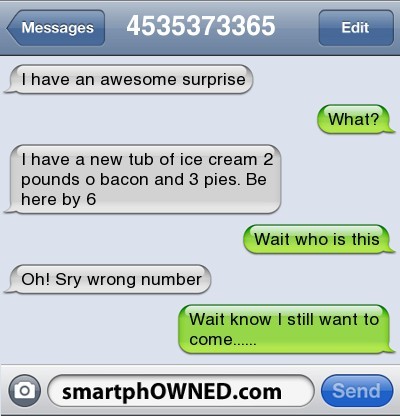 Messages 4535373365 Edit
I have an awesome surprise
What?
I have a new tub of ice cream 2
pounds o bacon and 3 pies. Be
here by 6
Wait who is this
Oh! Sry wrong number
Wait know I still want to
come......
smartphOWNED.com Send